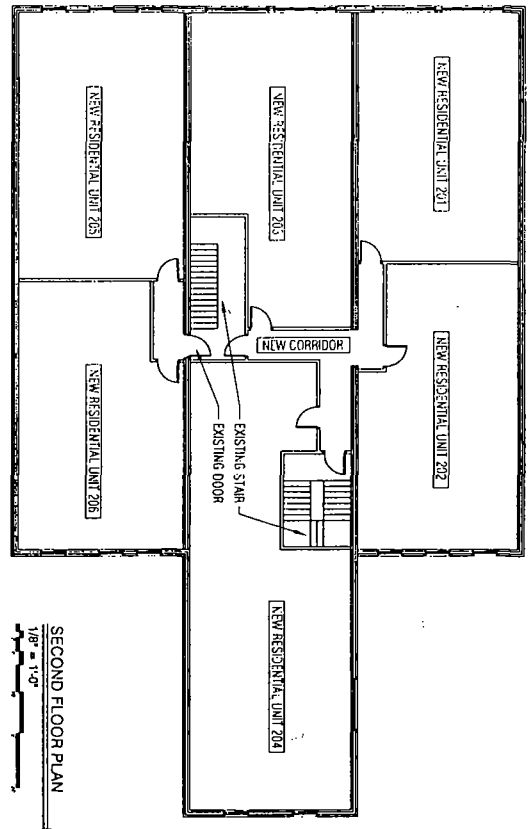 NEW RESIDENTIAL UNIT 201
NEW RESIDENTIAL UNIT 202
NEW RESIDENTIAL UNIT 203
NEW CORRIDOR
EXISTING STAIR
EXISTING DOOR
NEW RESIDENTIAL UNIT 204
NEW RESIDENTIAL UNIT 205
NEW RESIDENTIAL UNIT 206
SECOND FLOOR PLAN
1/8" = 1'-0"